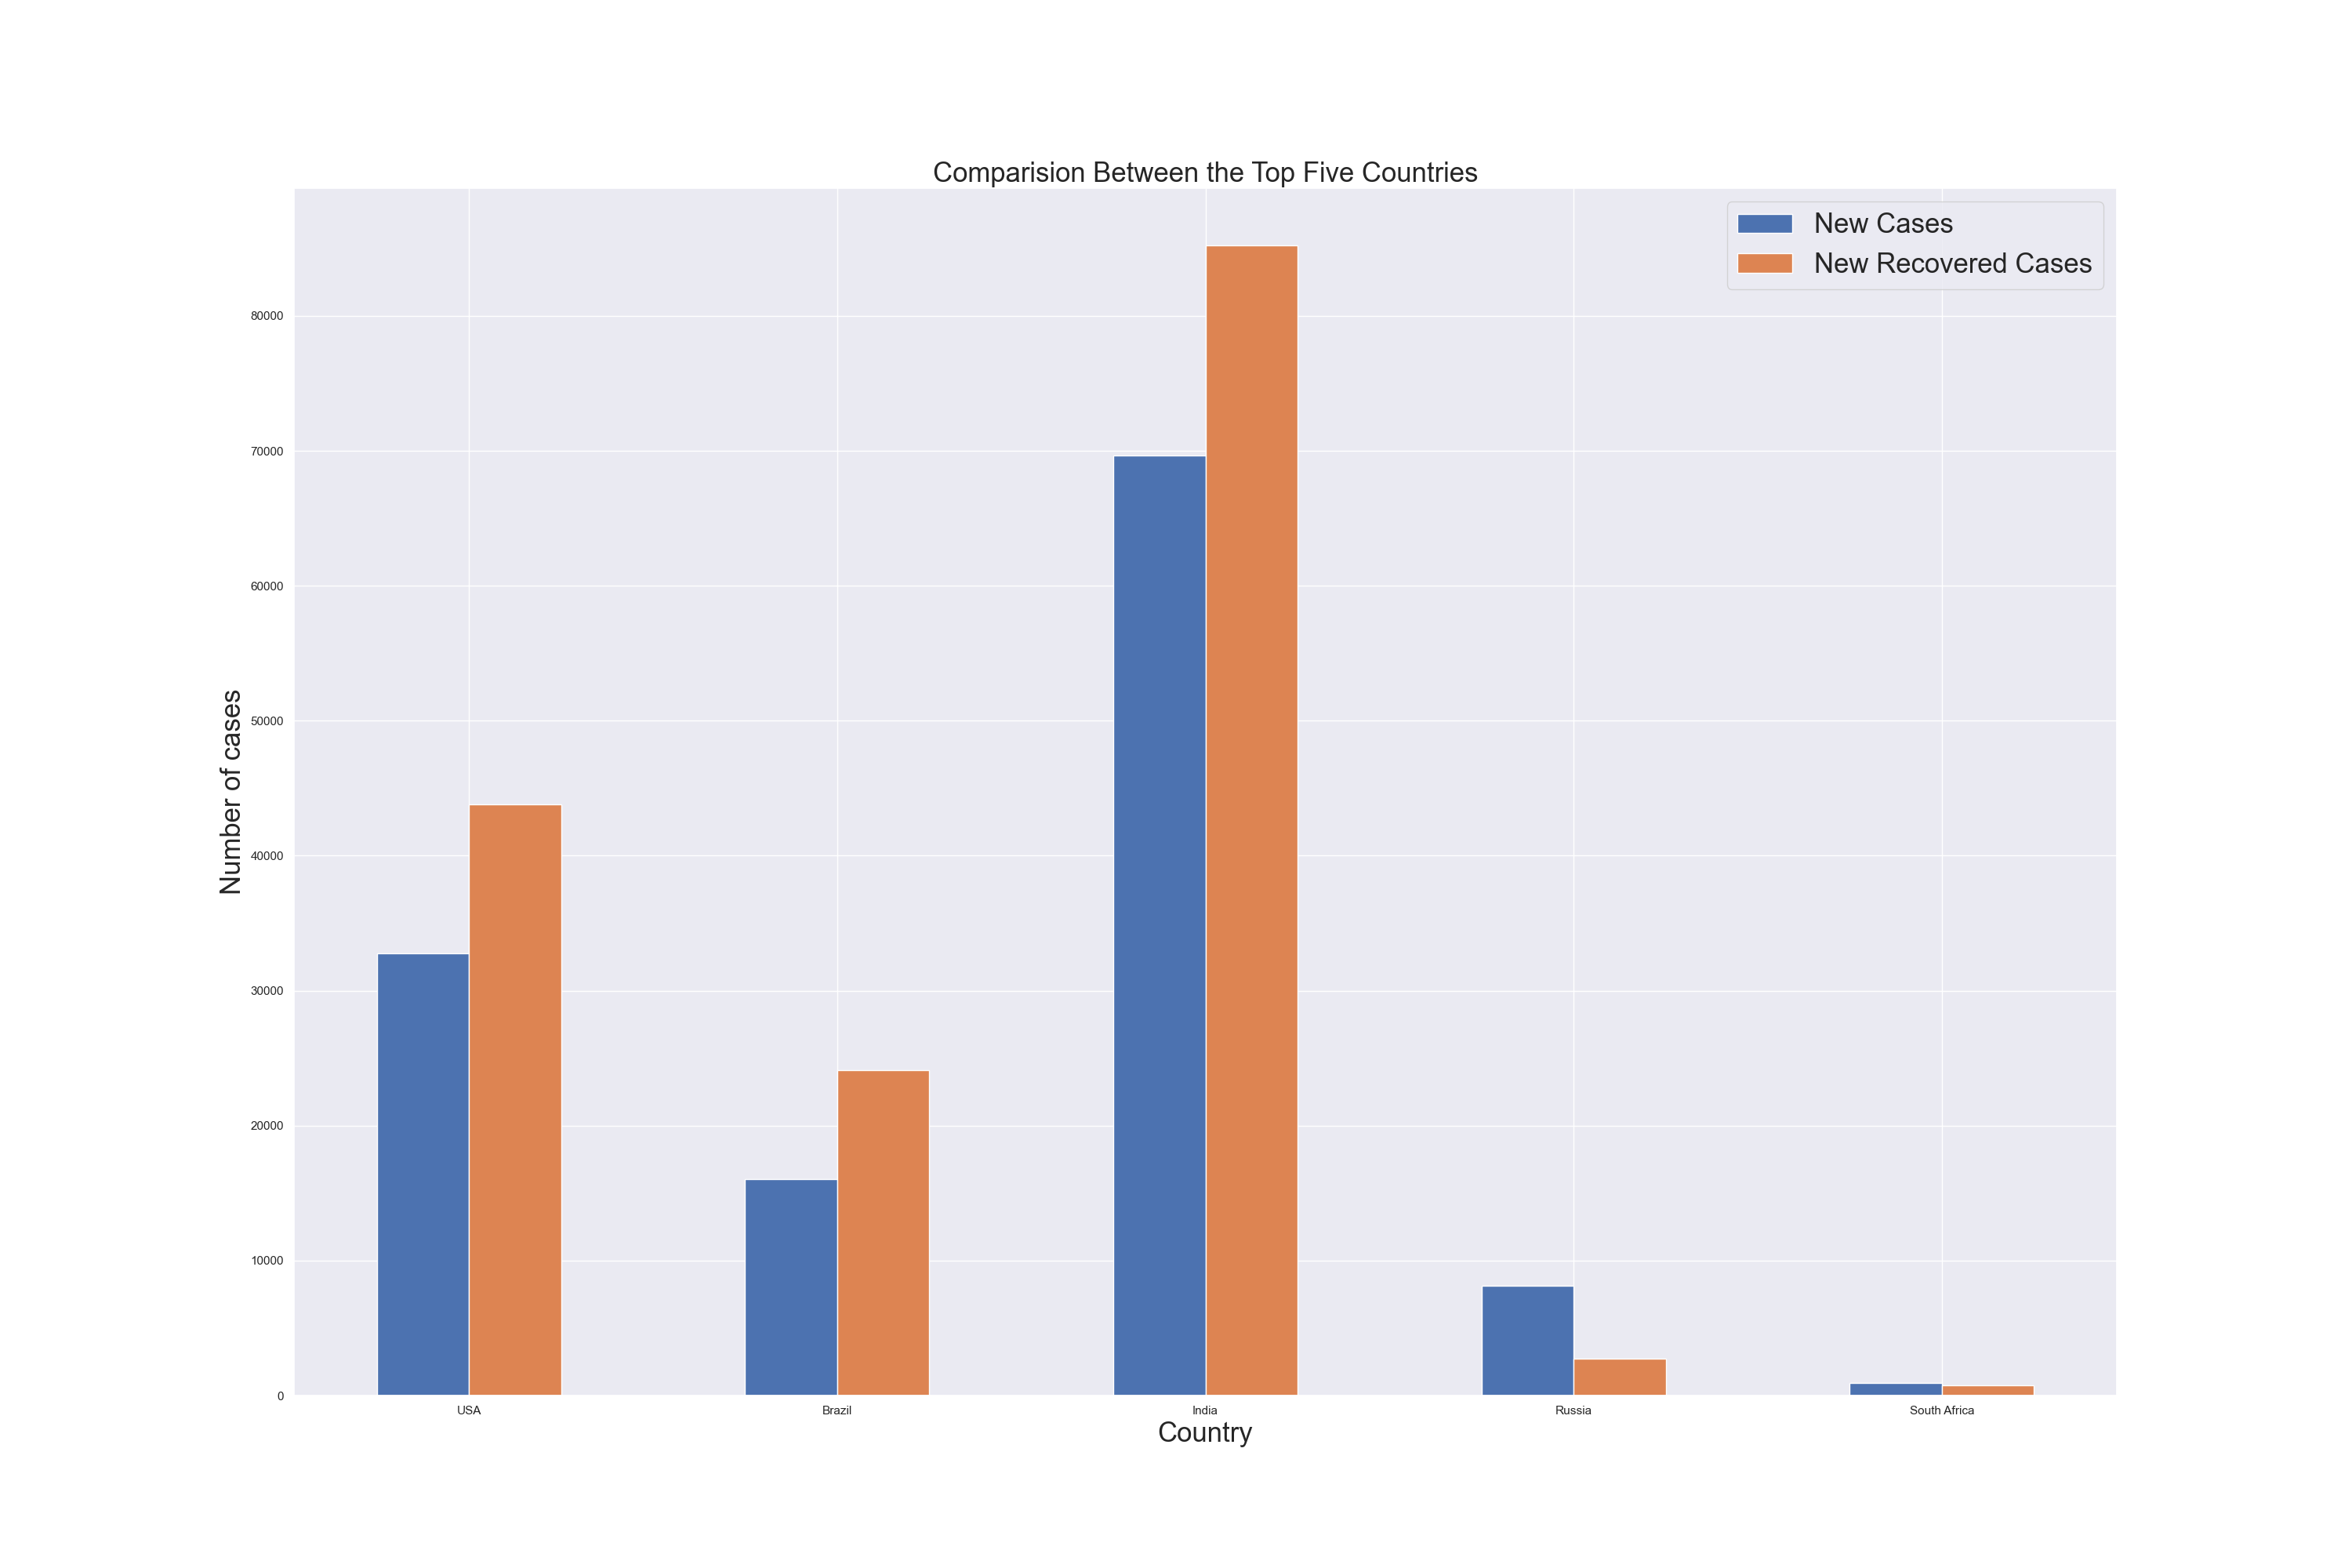 Comparision Between the Top Five Countries
New Cases
New Recovered Cases
80000
70000
60000
50000
40000
30000
20000
10000
0
Number of cases
USA
Brazil
India
Russia
South Africa
Country